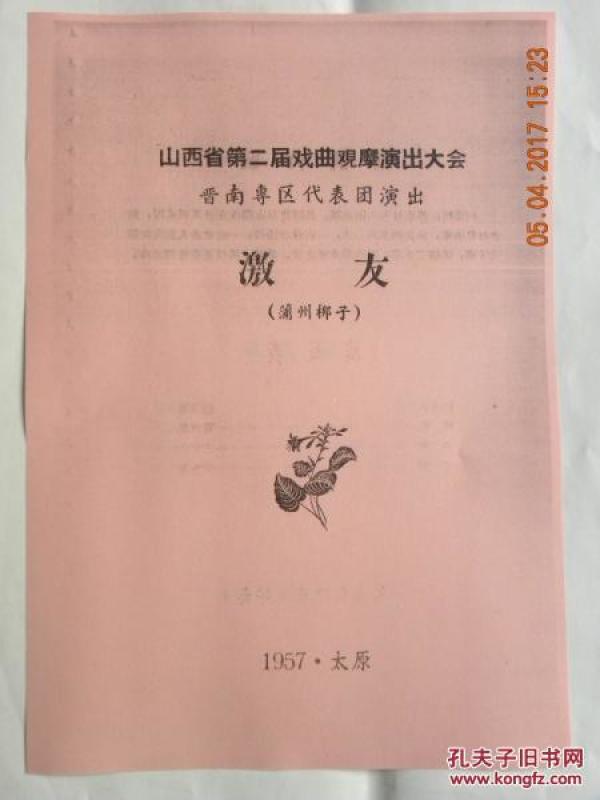 山西省第二届戏曲观摩演出大会
晋南専区代表团演出
激 友
(蒲州梆子)
1957·太原
05.04.2017 15:23
孔夫子旧书网
www.kongfz.com